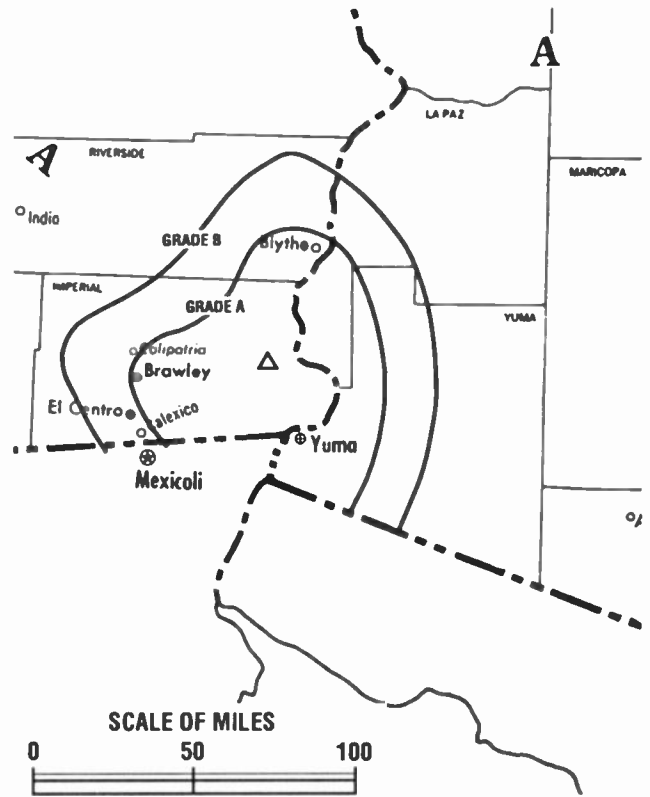 A
LA PAZ
A
RIVERSIDE
MARICOPA
India
GRADE B
Blythe
IMPERIAL
GRADE A
YUMA
Calipatria
Brawley
El Centro
Calexico
Yuma
Mexicoli
SCALE OF MILES
0 50 100